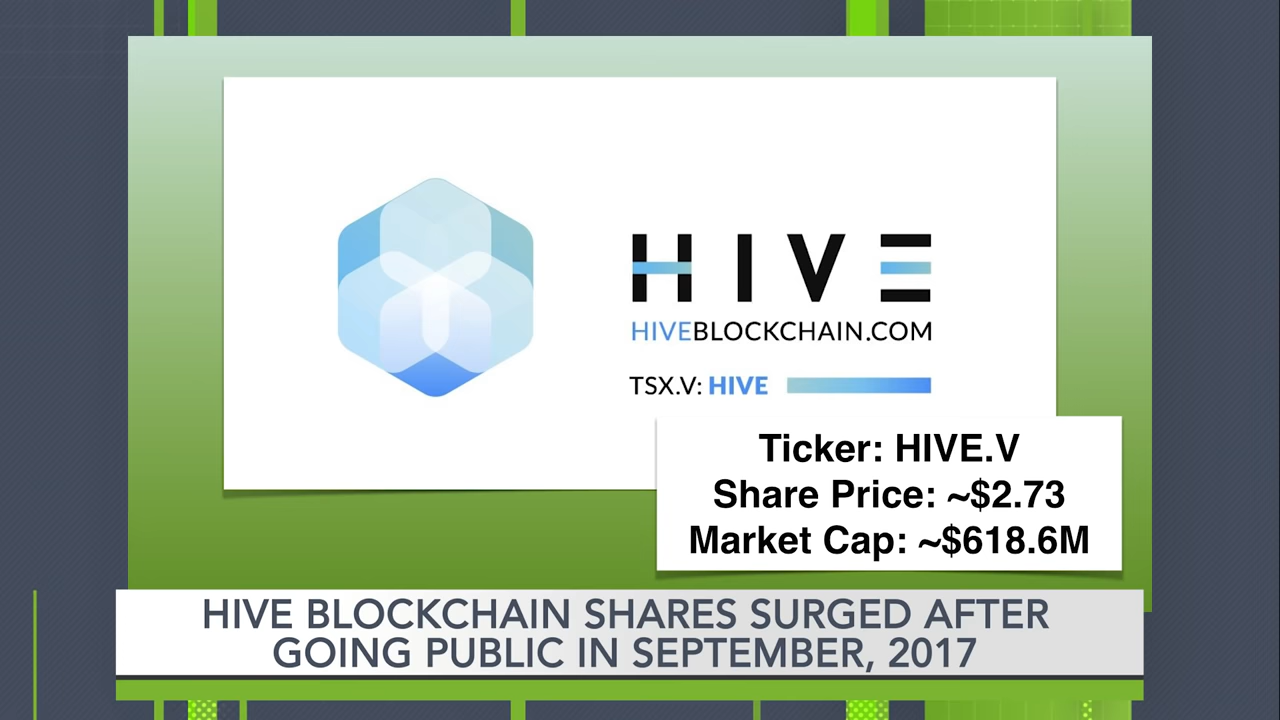 HIVE
HIVEBLOCKCHAIN.COM
TSX.V: HIVE
Ticker: HIVE.V
Share Price: ~$2.73
Market Cap: ~$618.6M
HIVE BLOCKCHAIN SHARES SURGED AFTER
GOING PUBLIC IN SEPTEMBER, 2017